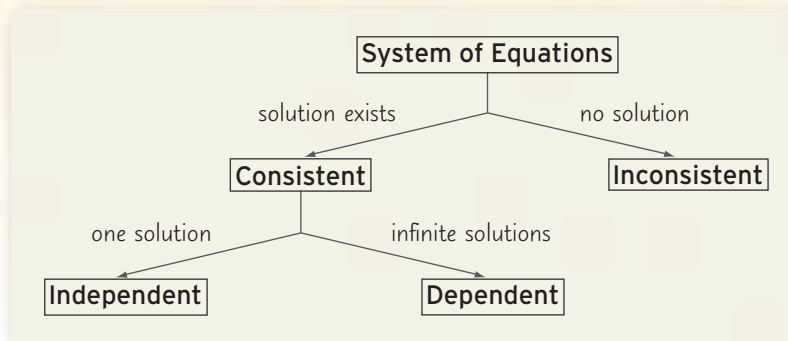 System of Equations
solution exists
no solution
Consistent
Inconsistent
one solution
infinite solutions
Independent
Dependent